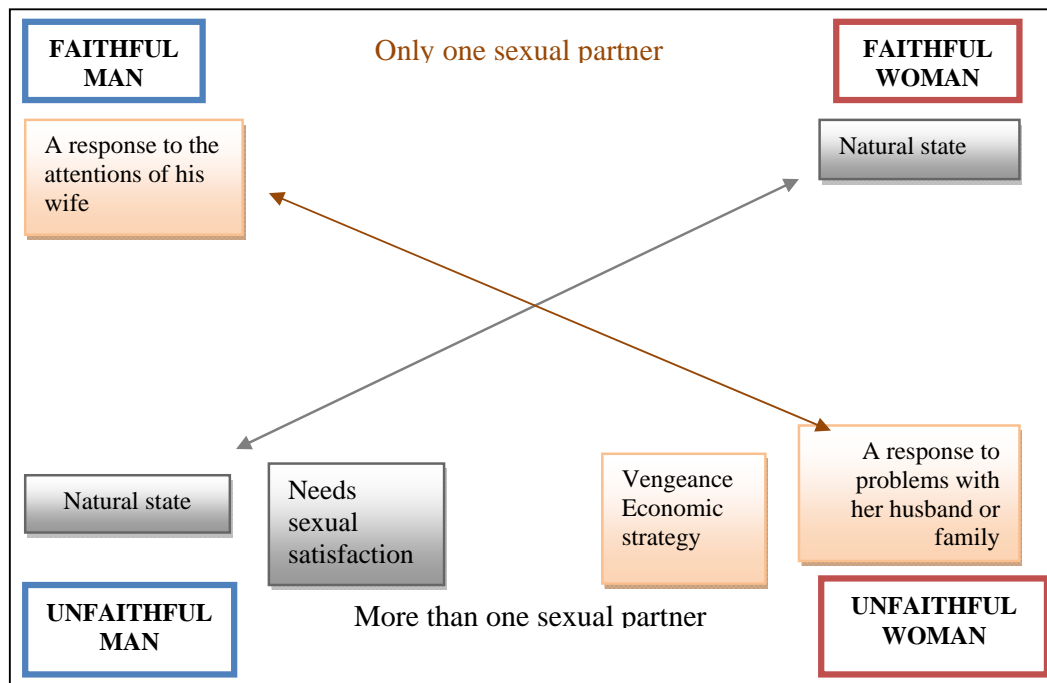 FAITHFUL
MAN
Only one sexual partner
FAITHFUL
WOMAN
A response to the
attentions of his
wife
Natural state
Natural state
Needs
sexual
satisfaction
Vengeance
Economic
strategy
A response to
problems with
her husband or
family
UNFAITHFUL
MAN
More than one sexual partner
UNFAITHFUL
WOMAN